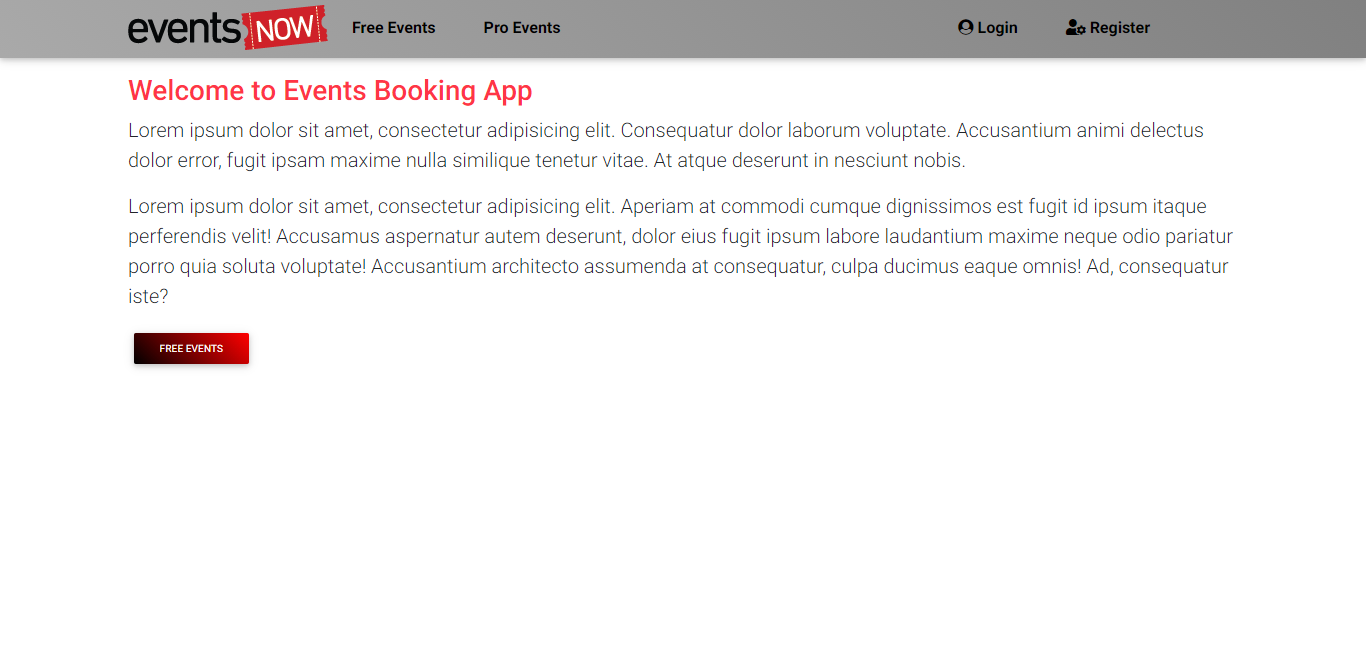 events NOW Free Events Pro Events Login Register
Welcome to Events Booking App
Lorem ipsum dolor sit amet, consectetur adipisicing elit. Consequatur dolor laborum voluptate. Accusantium animi delectus
dolor error, fugit ipsam maxime nulla similique tenetur vitae. At atque deserunt in nesciunt nobis.
Lorem ipsum dolor sit amet, consectetur adipisicing elit. Aperiam at commodi cumque dignissimos est fugit id ipsum itaque
perferendis velit! Accusamus aspernatur autem deserunt, dolor eius fugit ipsum labore laudantium maxime neque odio pariatur
porro quia soluta voluptate! Accusantium architecto assumenda at consequatur, culpa ducimus eaque omnis! Ad, consequatur
iste?
FREE EVENTS